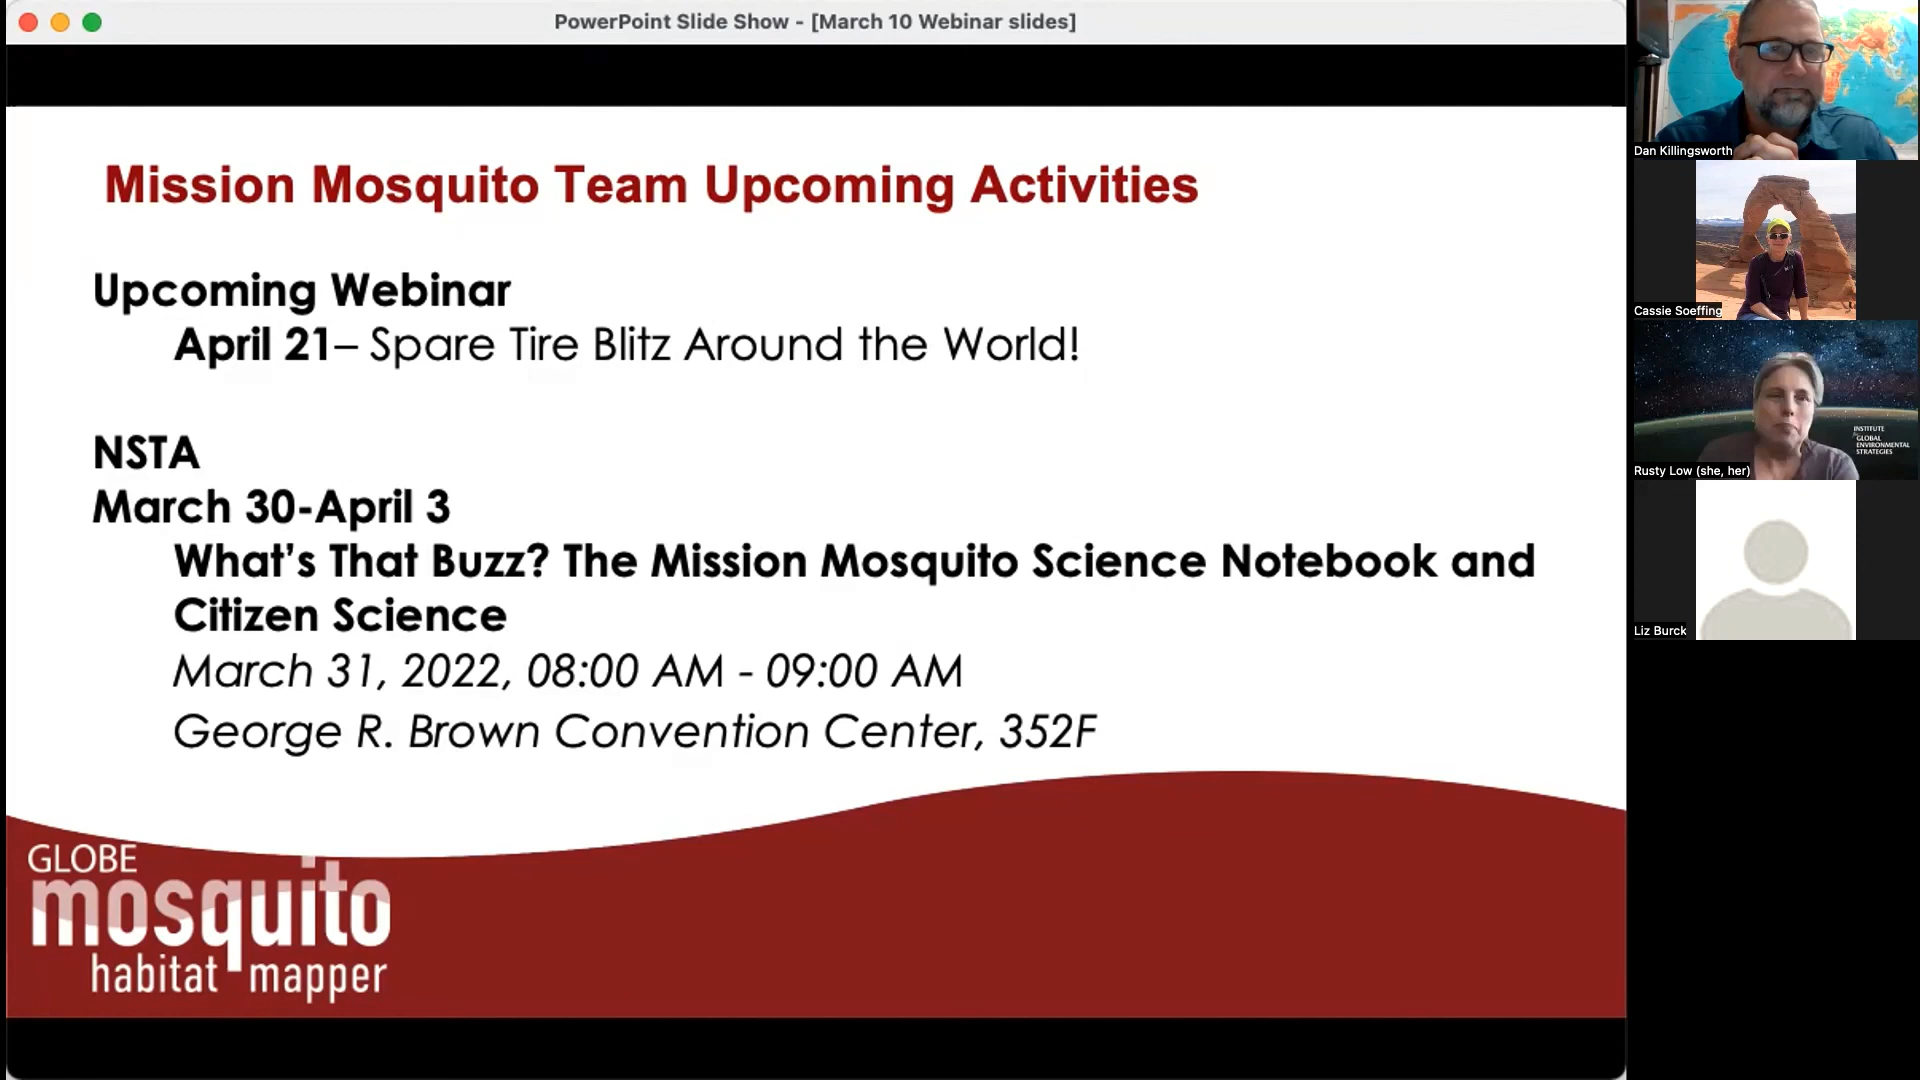 PowerPoint Slide Show - [March 10 Webinar slides]
Mission Mosquito Team Upcoming Activities
Upcoming Webinar
April 21– Spare Tire Blitz Around the World!
NSTA
March 30-April 3
What's That Buzz? The Mission Mosquito Science Notebook and
Citizen Science
March 31, 2022, 08:00 AM - 09:00 AM
George R. Brown Convention Center, 352F
GLOBE
mosquito
habitat mapper
Dan Killingsworth
Cassie Soeffing
INSTITUTE
for GLOBAL
ENVIRONMENTAL
STRATEGIES
Rusty Low (she, her)
Liz Burck